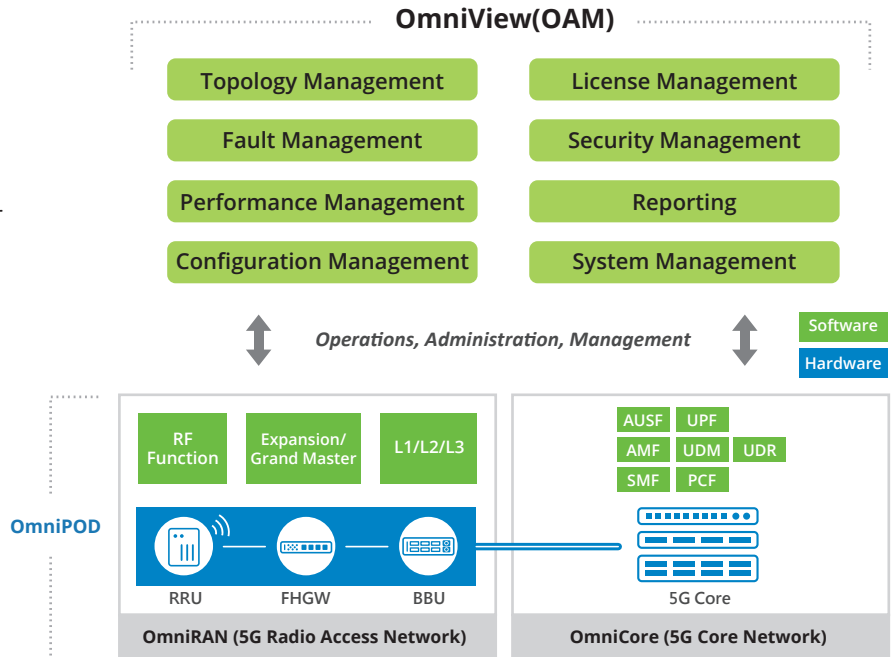 OmniView(OAM)
Topology Management
License Management
Fault Management
Security Management
Performance Management
Reporting
Configuration Management
System Management
Operations, Administration, Management
Software
Hardware
OmniPOD
RF
Function
Expansion/
Grand Master
L1/L2/L3
AUSF UPF
AMF UDM UDR
SMF PCF
RRU
FHGW
BBU
5G Core
OmniRAN (5G Radio Access Network)
OmniCore (5G Core Network)